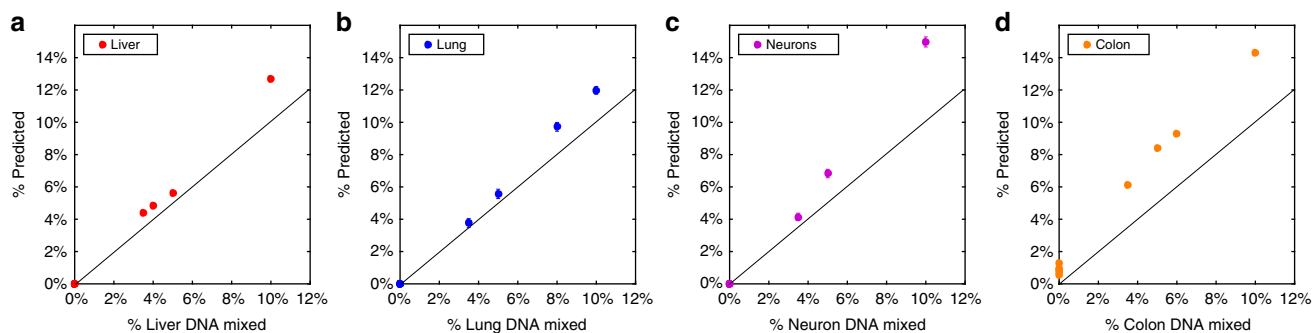 a
Liver
14%
12%
10%
8%
6%
4%
2%
0%
% Predicted
0% 2% 4% 6% 8% 10% 12%
% Liver DNA mixed
b
Lung
14%
12%
10%
8%
6%
4%
2%
0%
% Predicted
0% 2% 4% 6% 8% 10% 12%
% Lung DNA mixed
c
Neurons
14%
12%
10%
8%
6%
4%
2%
0%
% Predicted
0% 2% 4% 6% 8% 10% 12%
% Neuron DNA mixed
d
Colon
14%
12%
10%
8%
6%
4%
2%
0%
% Predicted
0% 2% 4% 6% 8% 10% 12%
% Colon DNA mixed